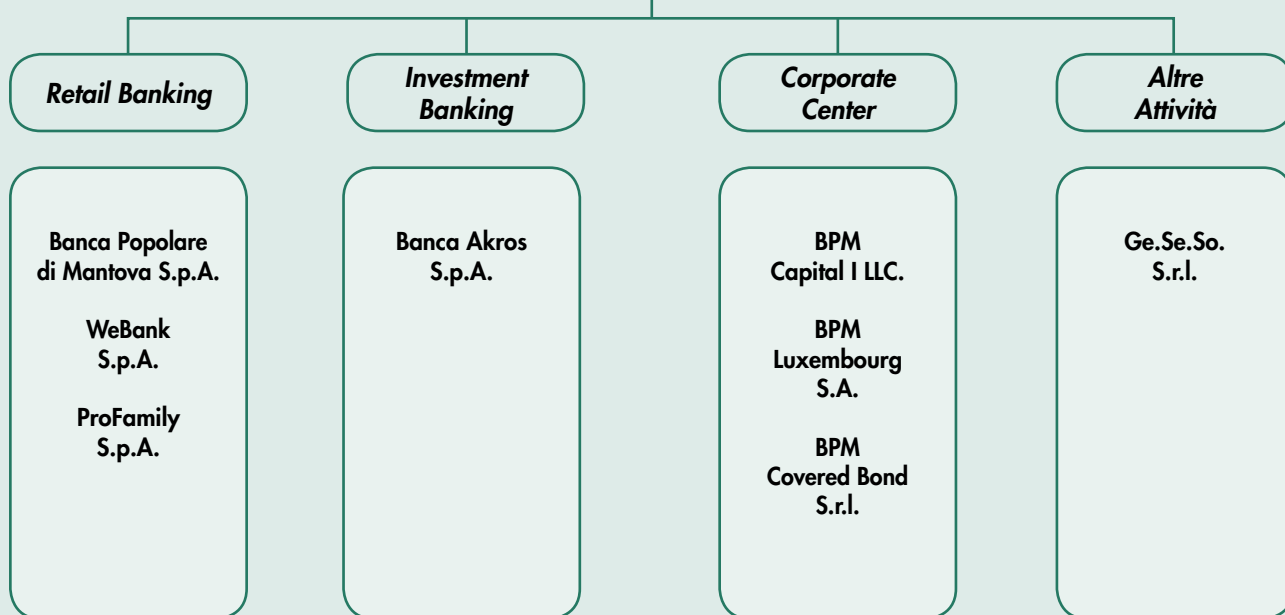 Retail Banking
Investment
Banking
Corporate
Center
Altre
Attività
Banca Popolare
di Mantova S.p.A.
WeBank
S.p.A.
ProFamily
S.p.A.
Banca Akros
S.p.A.
BPM
Capital I LLC.
BPM
Luxembourg
S.A.
BPM
Covered Bond
S.r.l.
Ge.Se.So.
S.r.l.